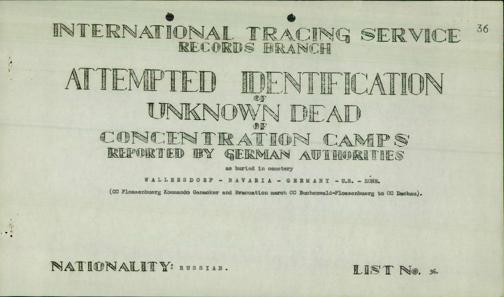 36
INTERNATIONAL TRACING SERVICE
RECORDS BRANCH
ATTEMPTED IDENTIFICATION
OF
UNKNOWN DEAD
OF
CONCENTRATION CAMPS
REPORTED BY GERMAN AUTHORITIES
as buried in cemetery
WALLERSDORF - BAVARIA - GERMANY - U.S. - ZONE.
(CC Flossenbuerg Kommando Ganacker and Evacuation march CC Buchenwald-Flossenbuerg to CC Dachau).
NATIONALITY: RUSSIAN.
LIST No. 36.